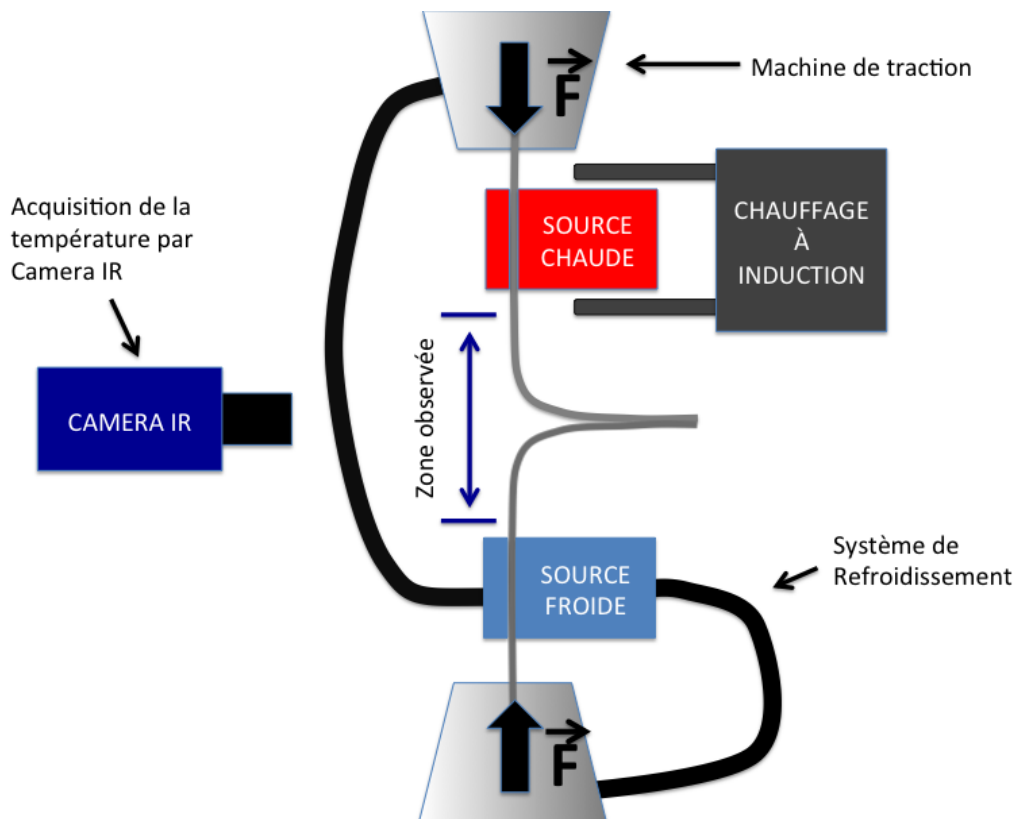 F
Machine de traction
Acquisition de la
température par
Camera IR
SOURCE
CHAUDE
CHAUFFAGE
À
INDUCTION
CAMERA IR
Zone observée
SOURCE
FROIDE
Système de
Refroidissement
F